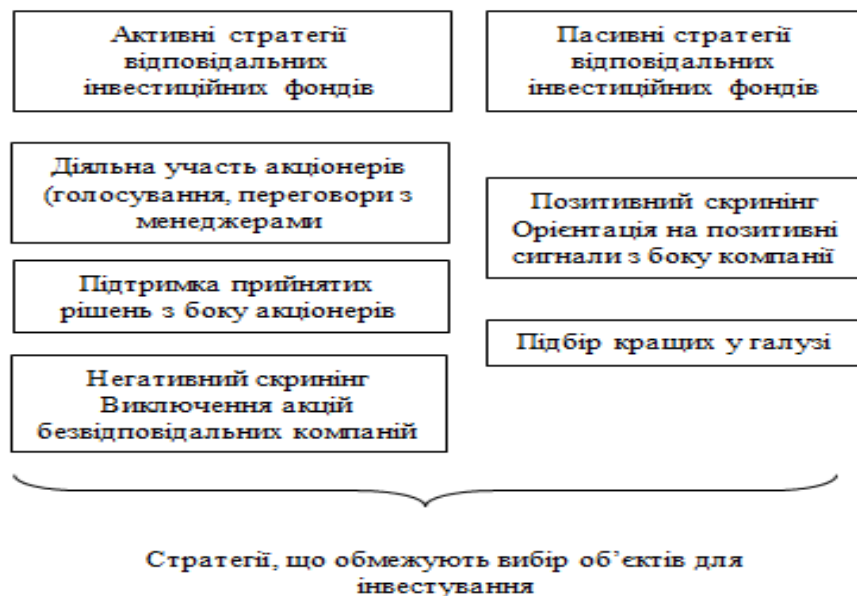 Активні стратегії
відповідальних
інвестиційних фондів
Діяльна участь акціонерів
(голосування, переговори з
менеджерами
Підтримка прийнятих
рішень з боку акціонерів
Негативний скринінг
Виключення акцій
безвідповідальних компаній
Пасивні стратегії
відповідальних
інвестиційних фондів
Позитивний скринінг
Орієнтація на позитивні
сигнали з боку компанії
Підбір кращих у галузі
Стратегії, що обмежують вибір об’єктів для
інвестування